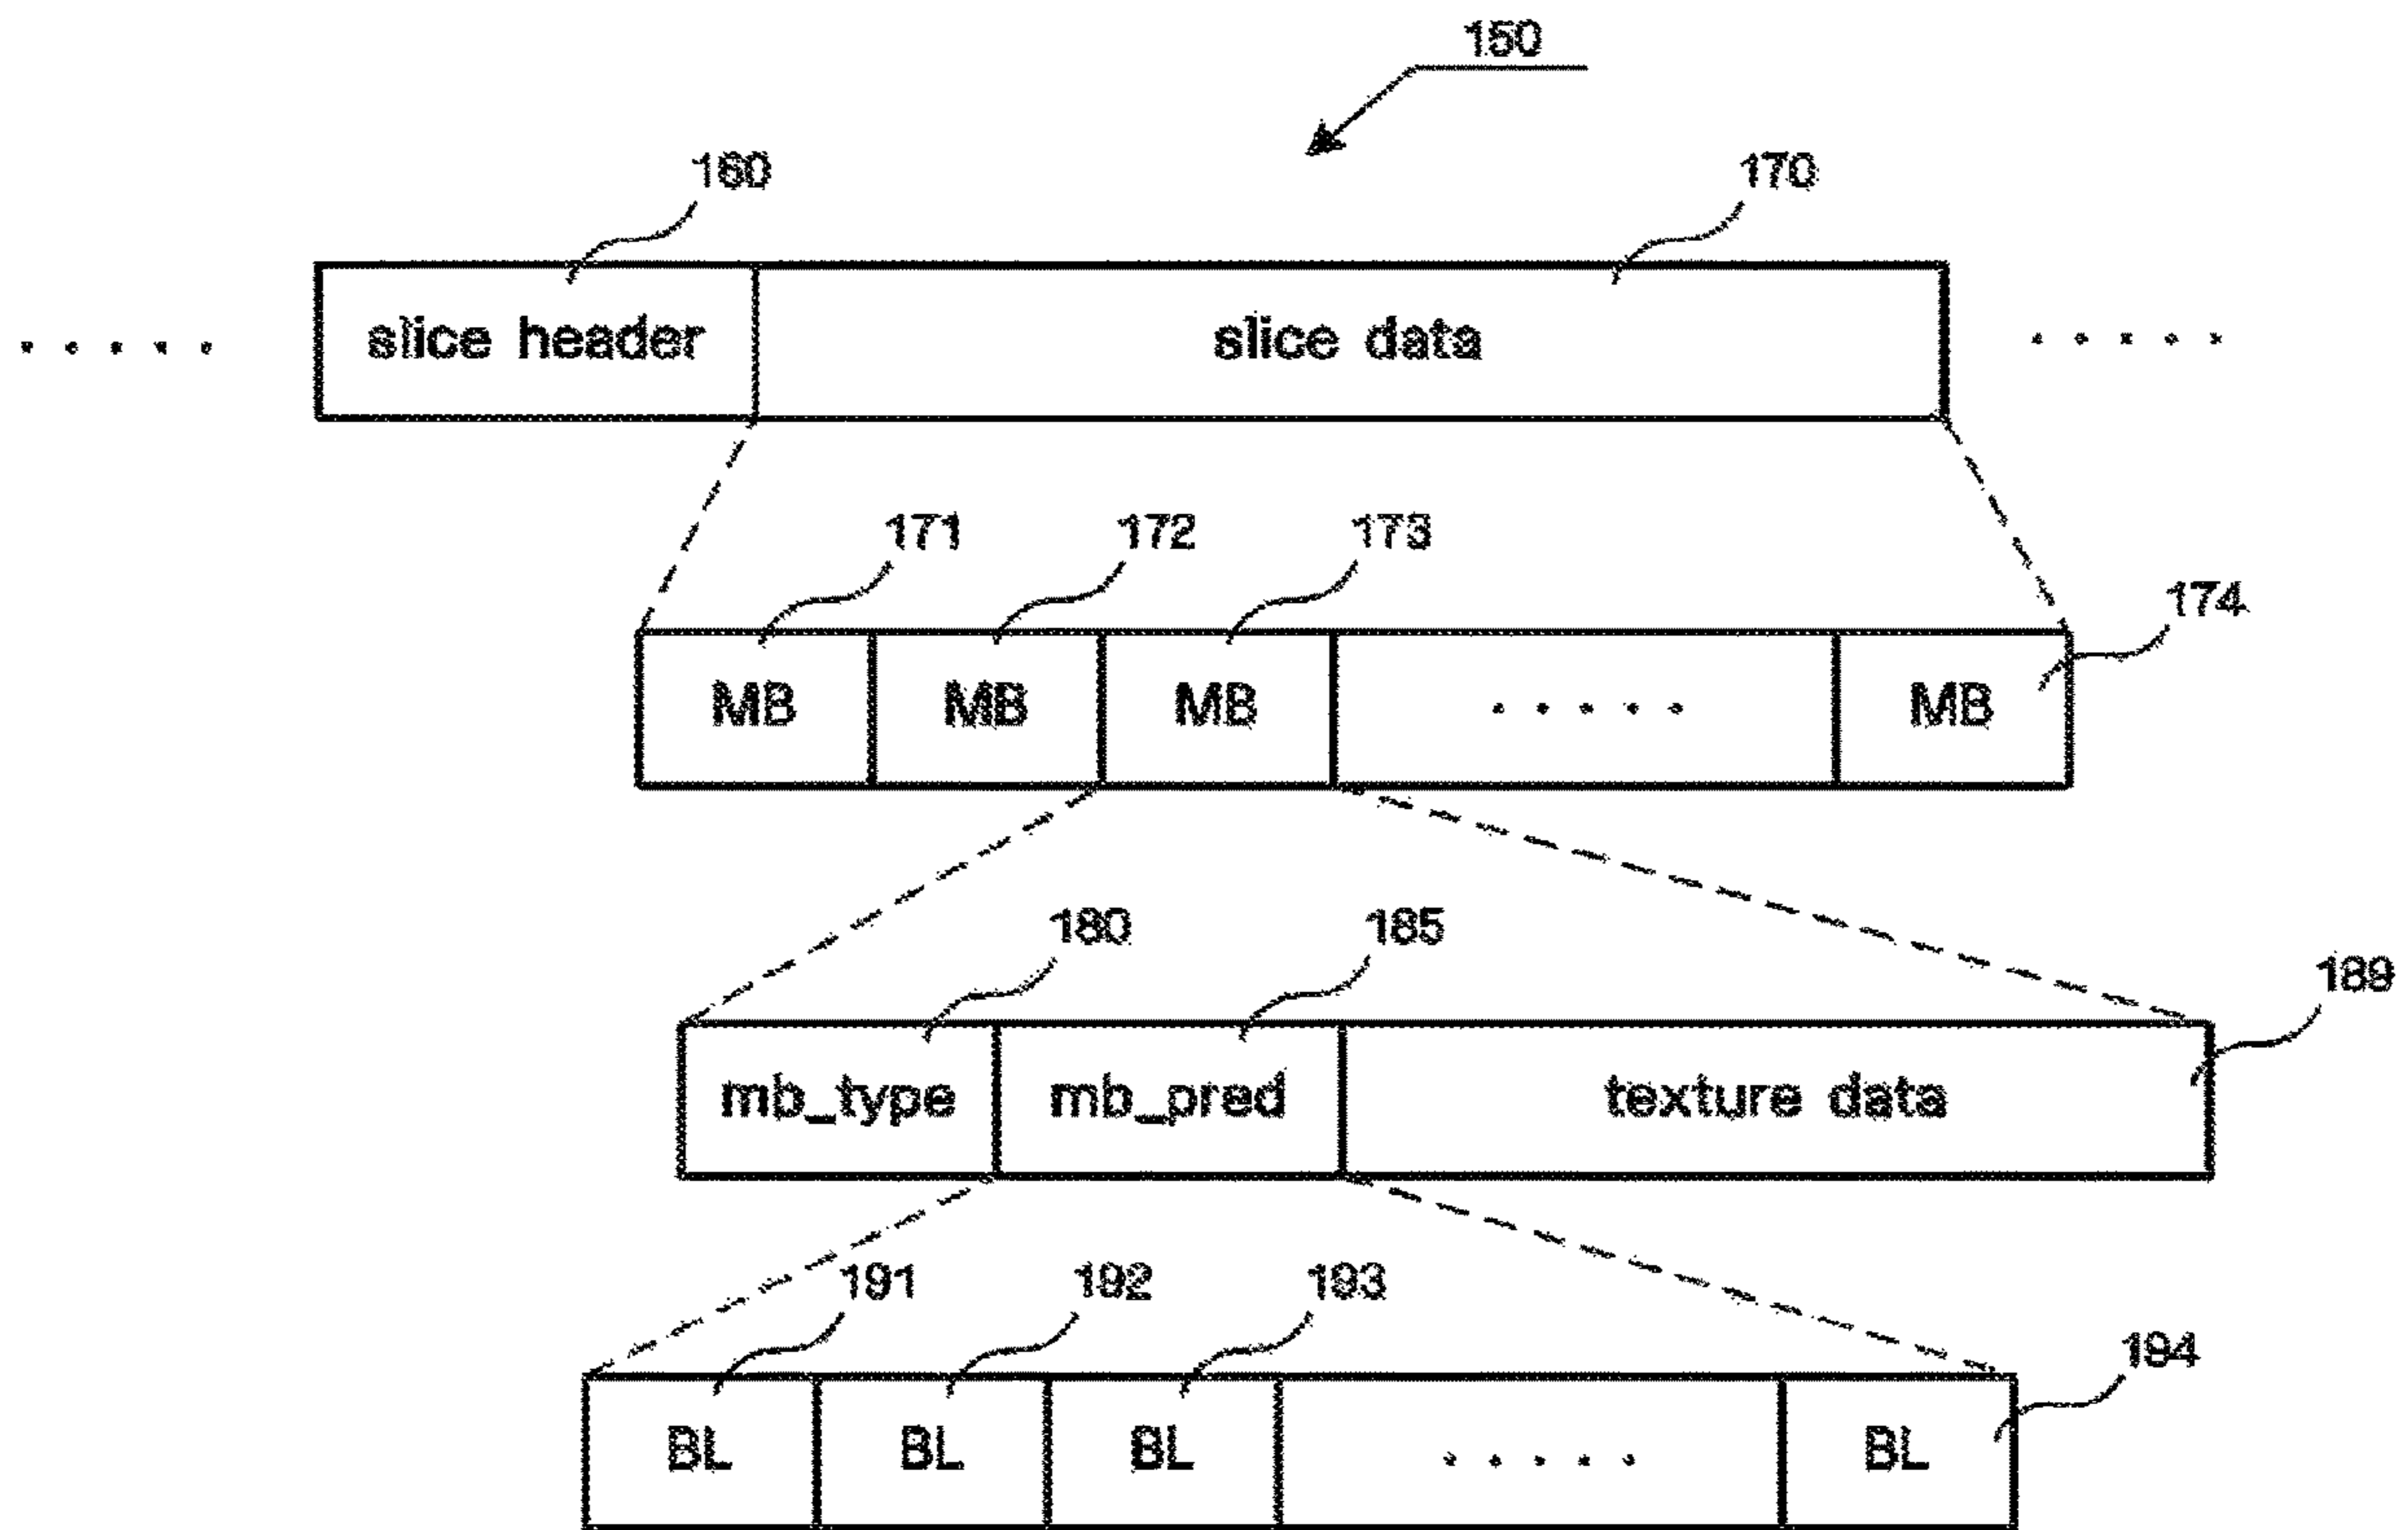 150
160 170
slice header slice data
171 172 173
174
MB MB MB MB
180 185
189
mb_type mb_pred texture data
191 192 193
194
BL BL BL BL